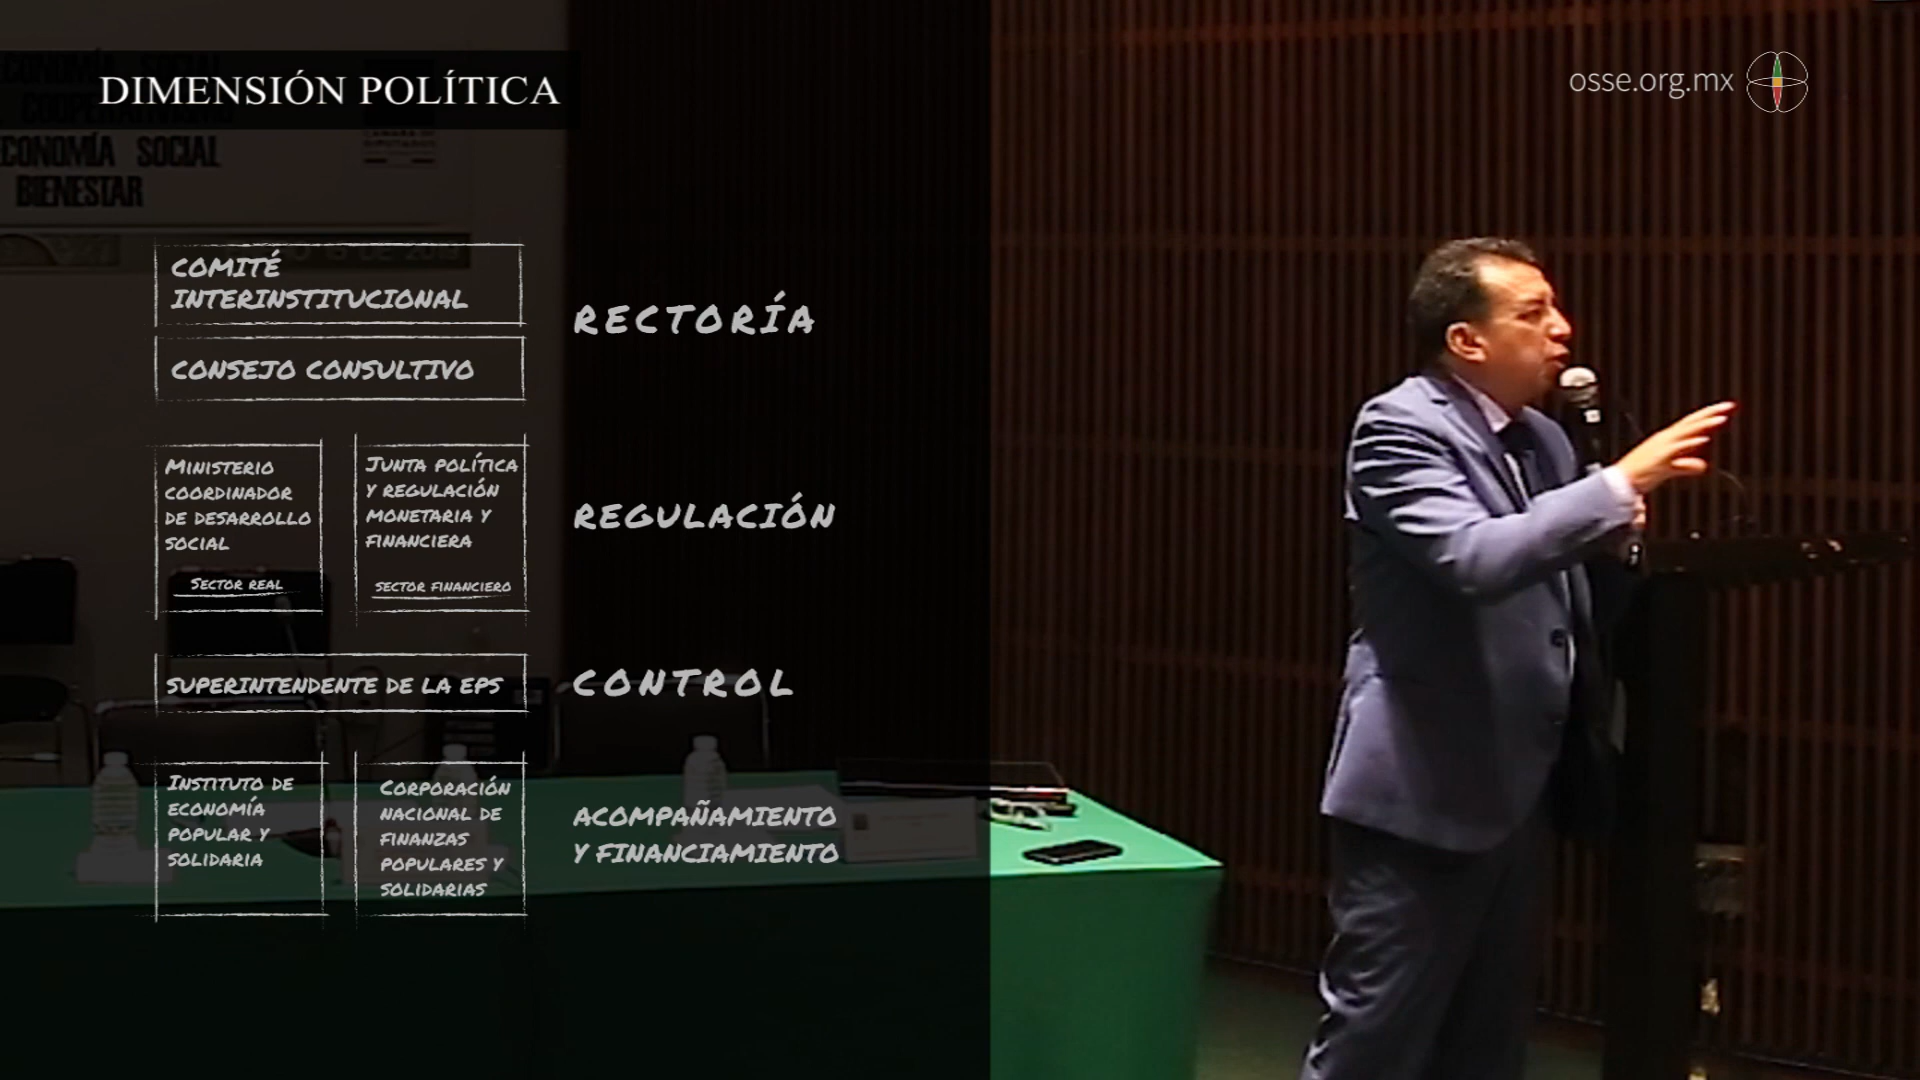 DIMENSIÓN POLÍTICA
osse.org.mx
ECONOMÍA SOCIAL
BIENESTAR
COMITÉ
INTERINSTITUCIONAL
CONSEJO CONSULTIVO
RECTORÍA
MINISTERIO
COORDINADOR
DE DESARROLLO
SOCIAL
SECTOR REAL
JUNTA POLÍTICA
Y REGULACIÓN
MONETARIA Y
FINANCIERA
SECTOR FINANCIERO
REGULACIÓN
SUPERINTENDENTE DE LA EPS
CONTROL
INSTITUTO DE
ECONOMÍA
POPULAR Y
SOLIDARIA
CORPORACIÓN
NACIONAL DE
FINANZAS
POPULARES Y
SOLIDARIAS
ACOMPAÑAMIENTO
Y FINANCIAMIENTO